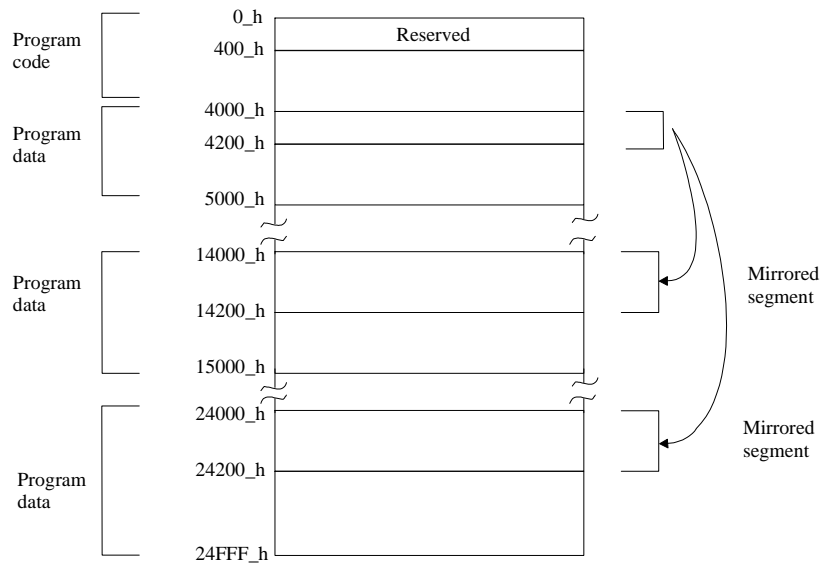 0_h
Reserved
Program
code
400_h
4000_h
Program
data
4200_h
5000_h
14000_h
Program
data
Mirrored
segment
14200_h
15000_h
24000_h
Mirrored
segment
Program
data
24200_h
24FFF_h